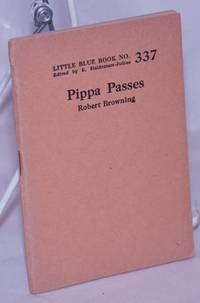 LITTLE BLUE BOOK NO. 337
Edited by E. Haldeman-Julius
Pippa Passes
Robert Browning